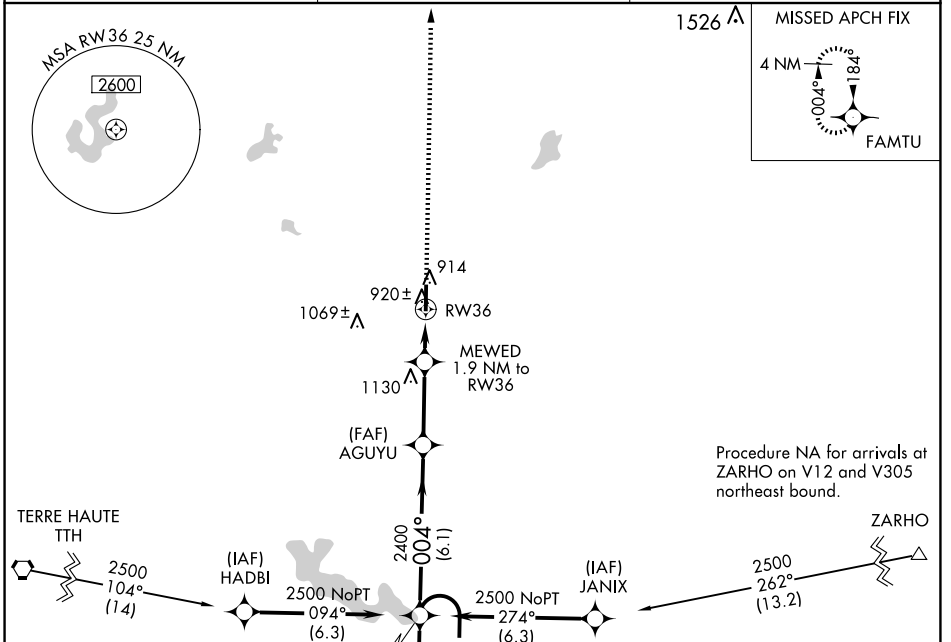 MSA RW36 25 NM
2600
1526
MISSED APCH FIX
4 NM
004°
184°
FAMTU
914
920±
1069±
RW36
MEWED
1.9 NM to
RW36
1130
(FAF)
AGUYU
Procedure NA for arrivals at
ZARHO on V12 and V305
northeast bound.
TERRE HAUTE
TTH
2500
104°
(14)
(IAF)
HADBI
2500 NoPT
094°
(6.3)
2400
004°
(6.1)
2500 NoPT
274°
(6.3)
(IAF)
JANIX
2500
262°
(13.2)
ZARHO